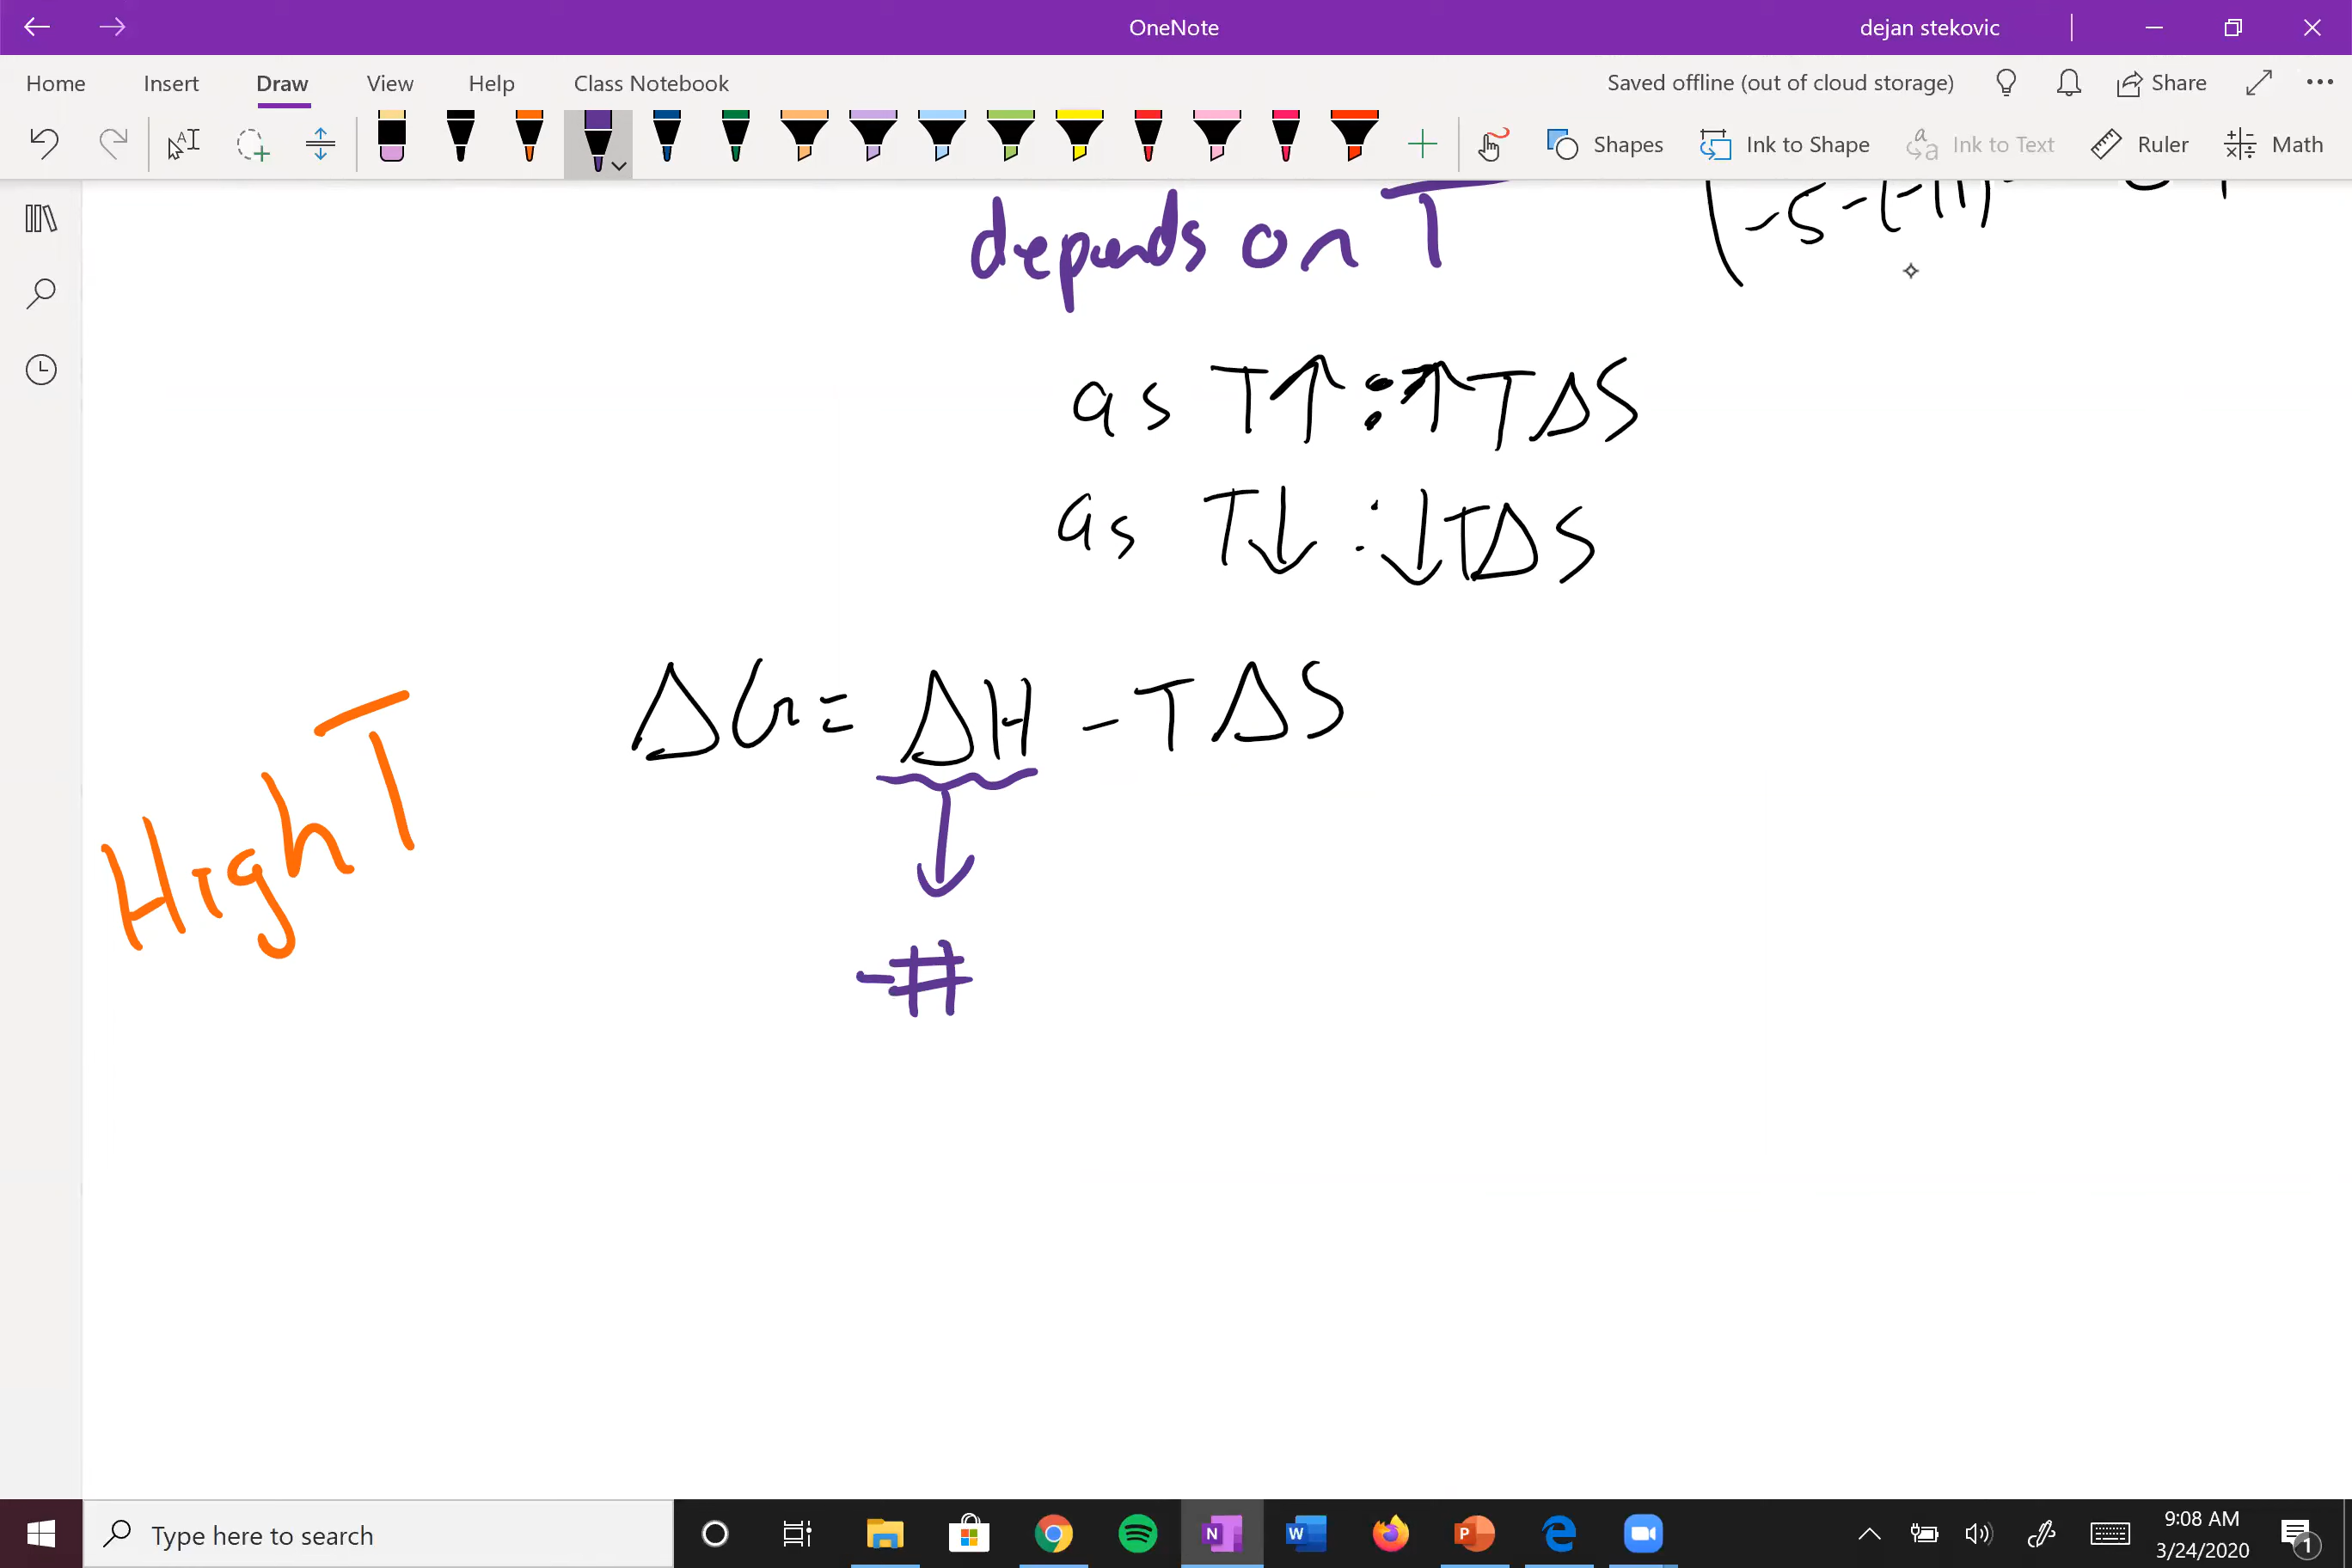 OneNote
dejan stekovic
Home Insert Draw View Help Class Notebook
Saved offline (out of cloud storage) Share
Shapes Ink to Shape Ink to Text Ruler Math
depends on T
as T↑ : ↑TΔS
as T↓ : ↓TΔS
ΔG = ΔH - TΔS
High T
-#
Type here to search
9:08 AM
3/24/2020
1